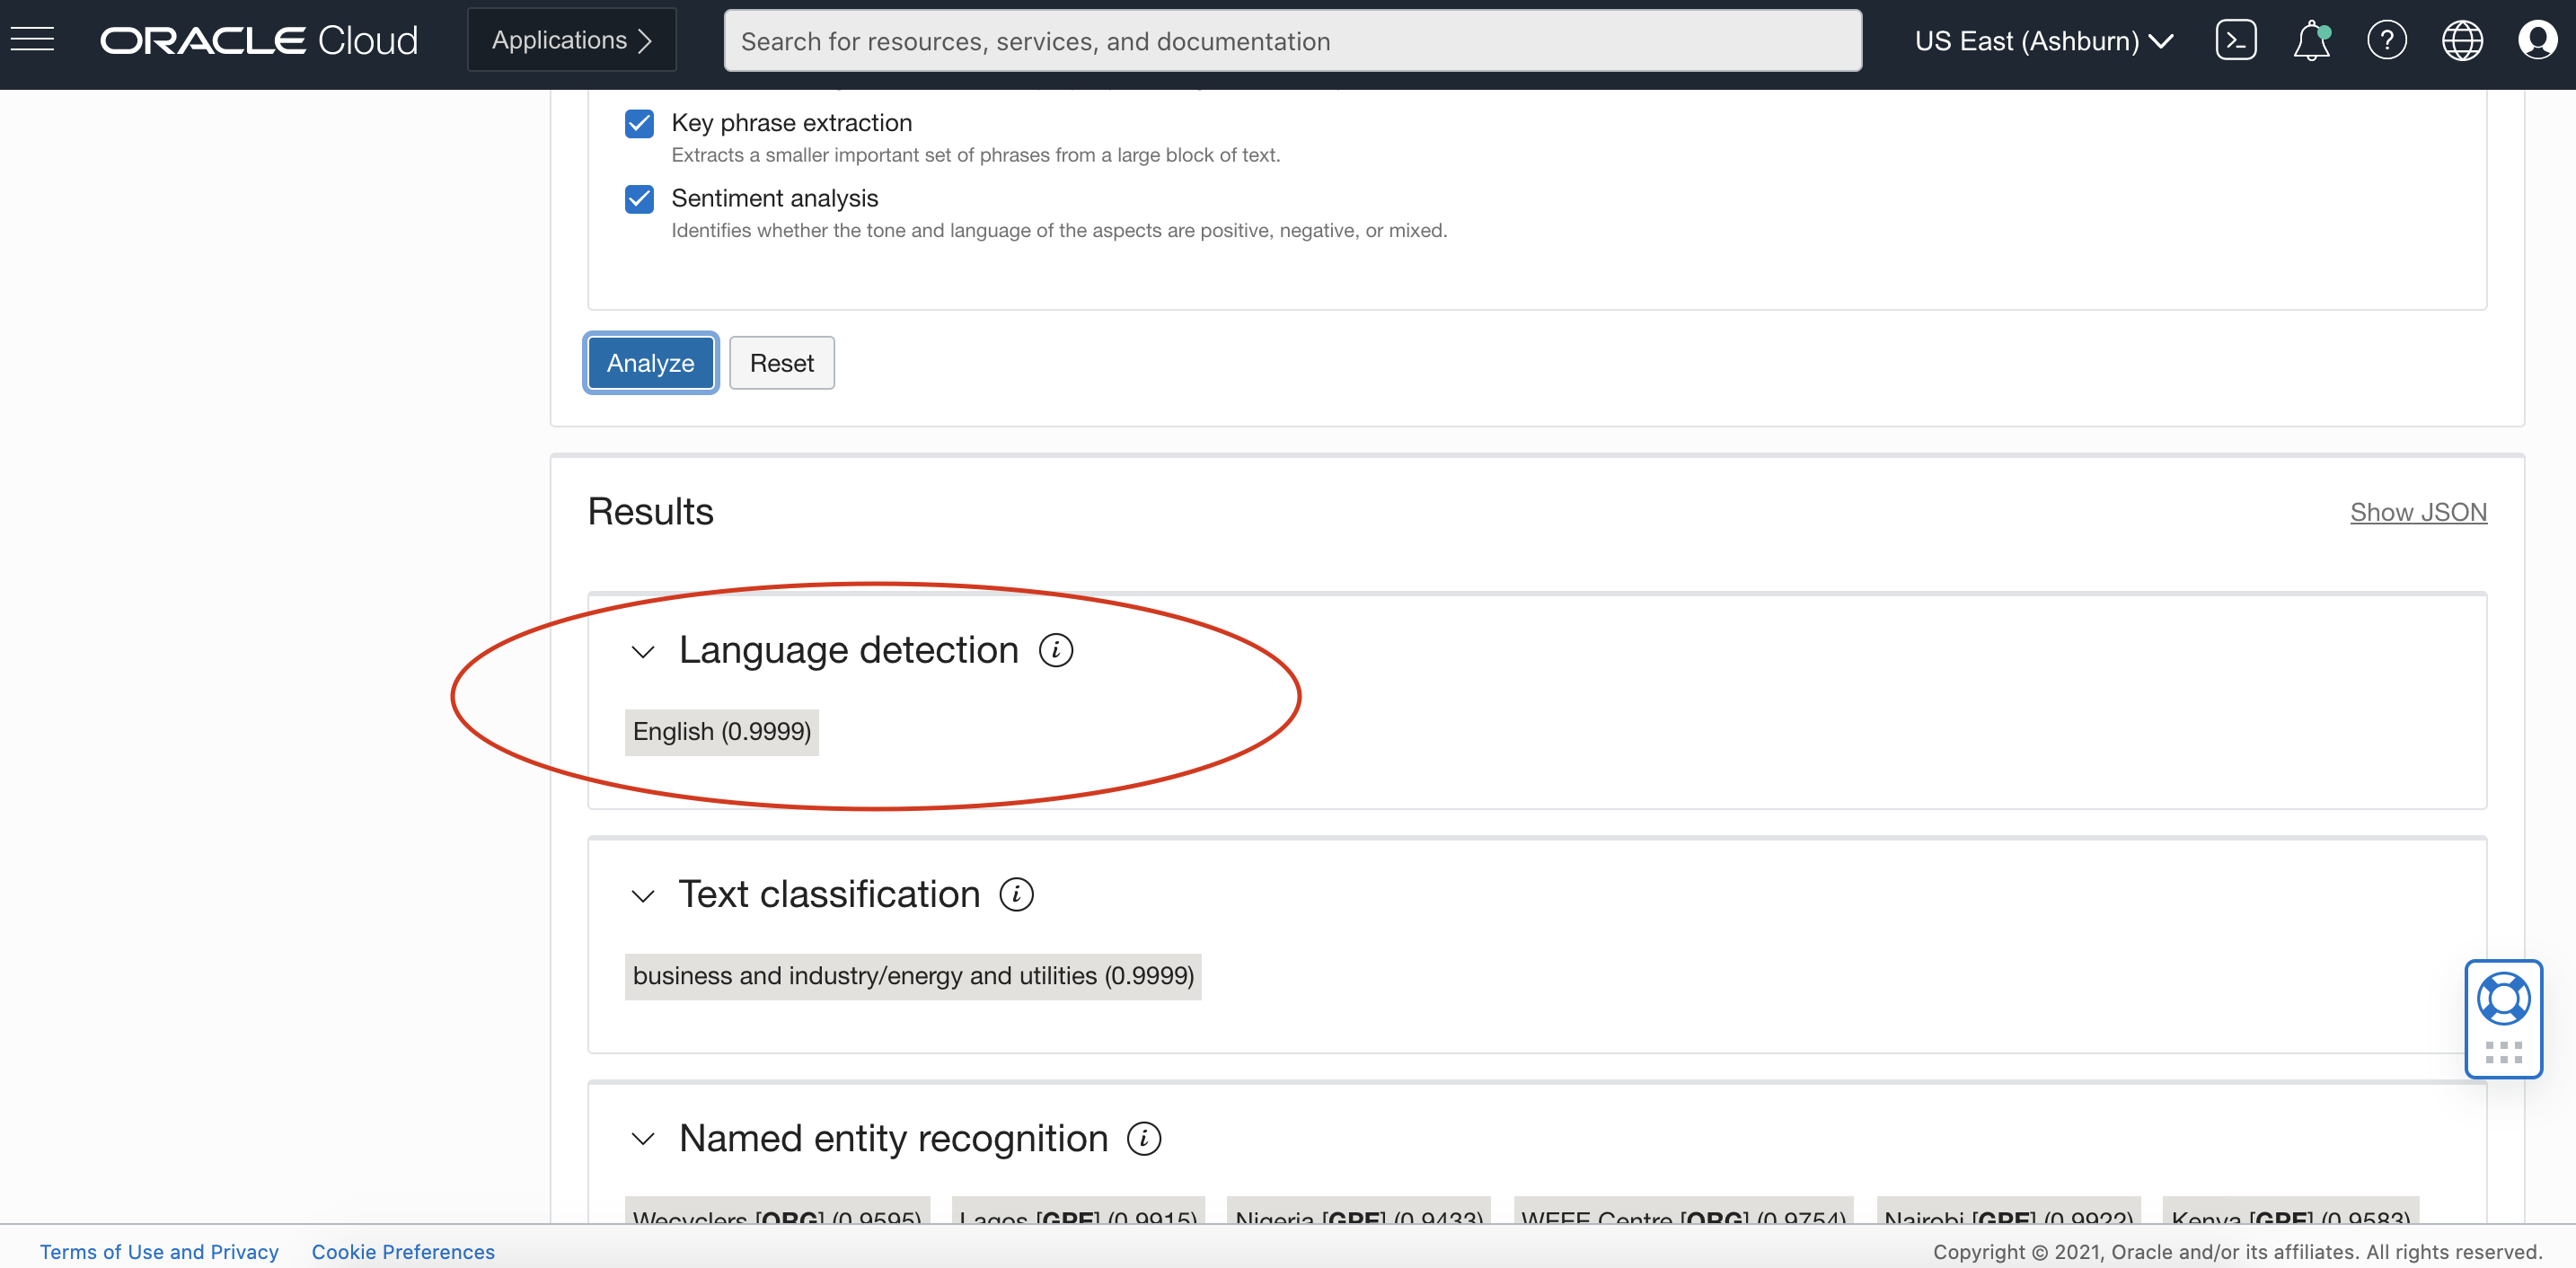 ORACLE Cloud
Applications
Search for resources, services, and documentation
US East (Ashburn)
Key phrase extraction
Extracts a smaller important set of phrases from a large block of text.
Sentiment analysis
Identifies whether the tone and language of the aspects are positive, negative, or mixed.
Analyze
Reset
Results
Show JSON
Language detection
English (0.9999)
Text classification
business and industry/energy and utilities (0.9999)
Named entity recognition
Wecyclers [ORG] (0.9595) Lagos [GPE] (0.9915) Nigeria [GPE] (0.9433) WEEE Centre [ORG] (0.9754) Nairobi [GPE] (0.9922) Kenya [GPE] (0.9583)
Terms of Use and Privacy Cookie Preferences
Copyright © 2021, Oracle and/or its affiliates. All rights reserved.